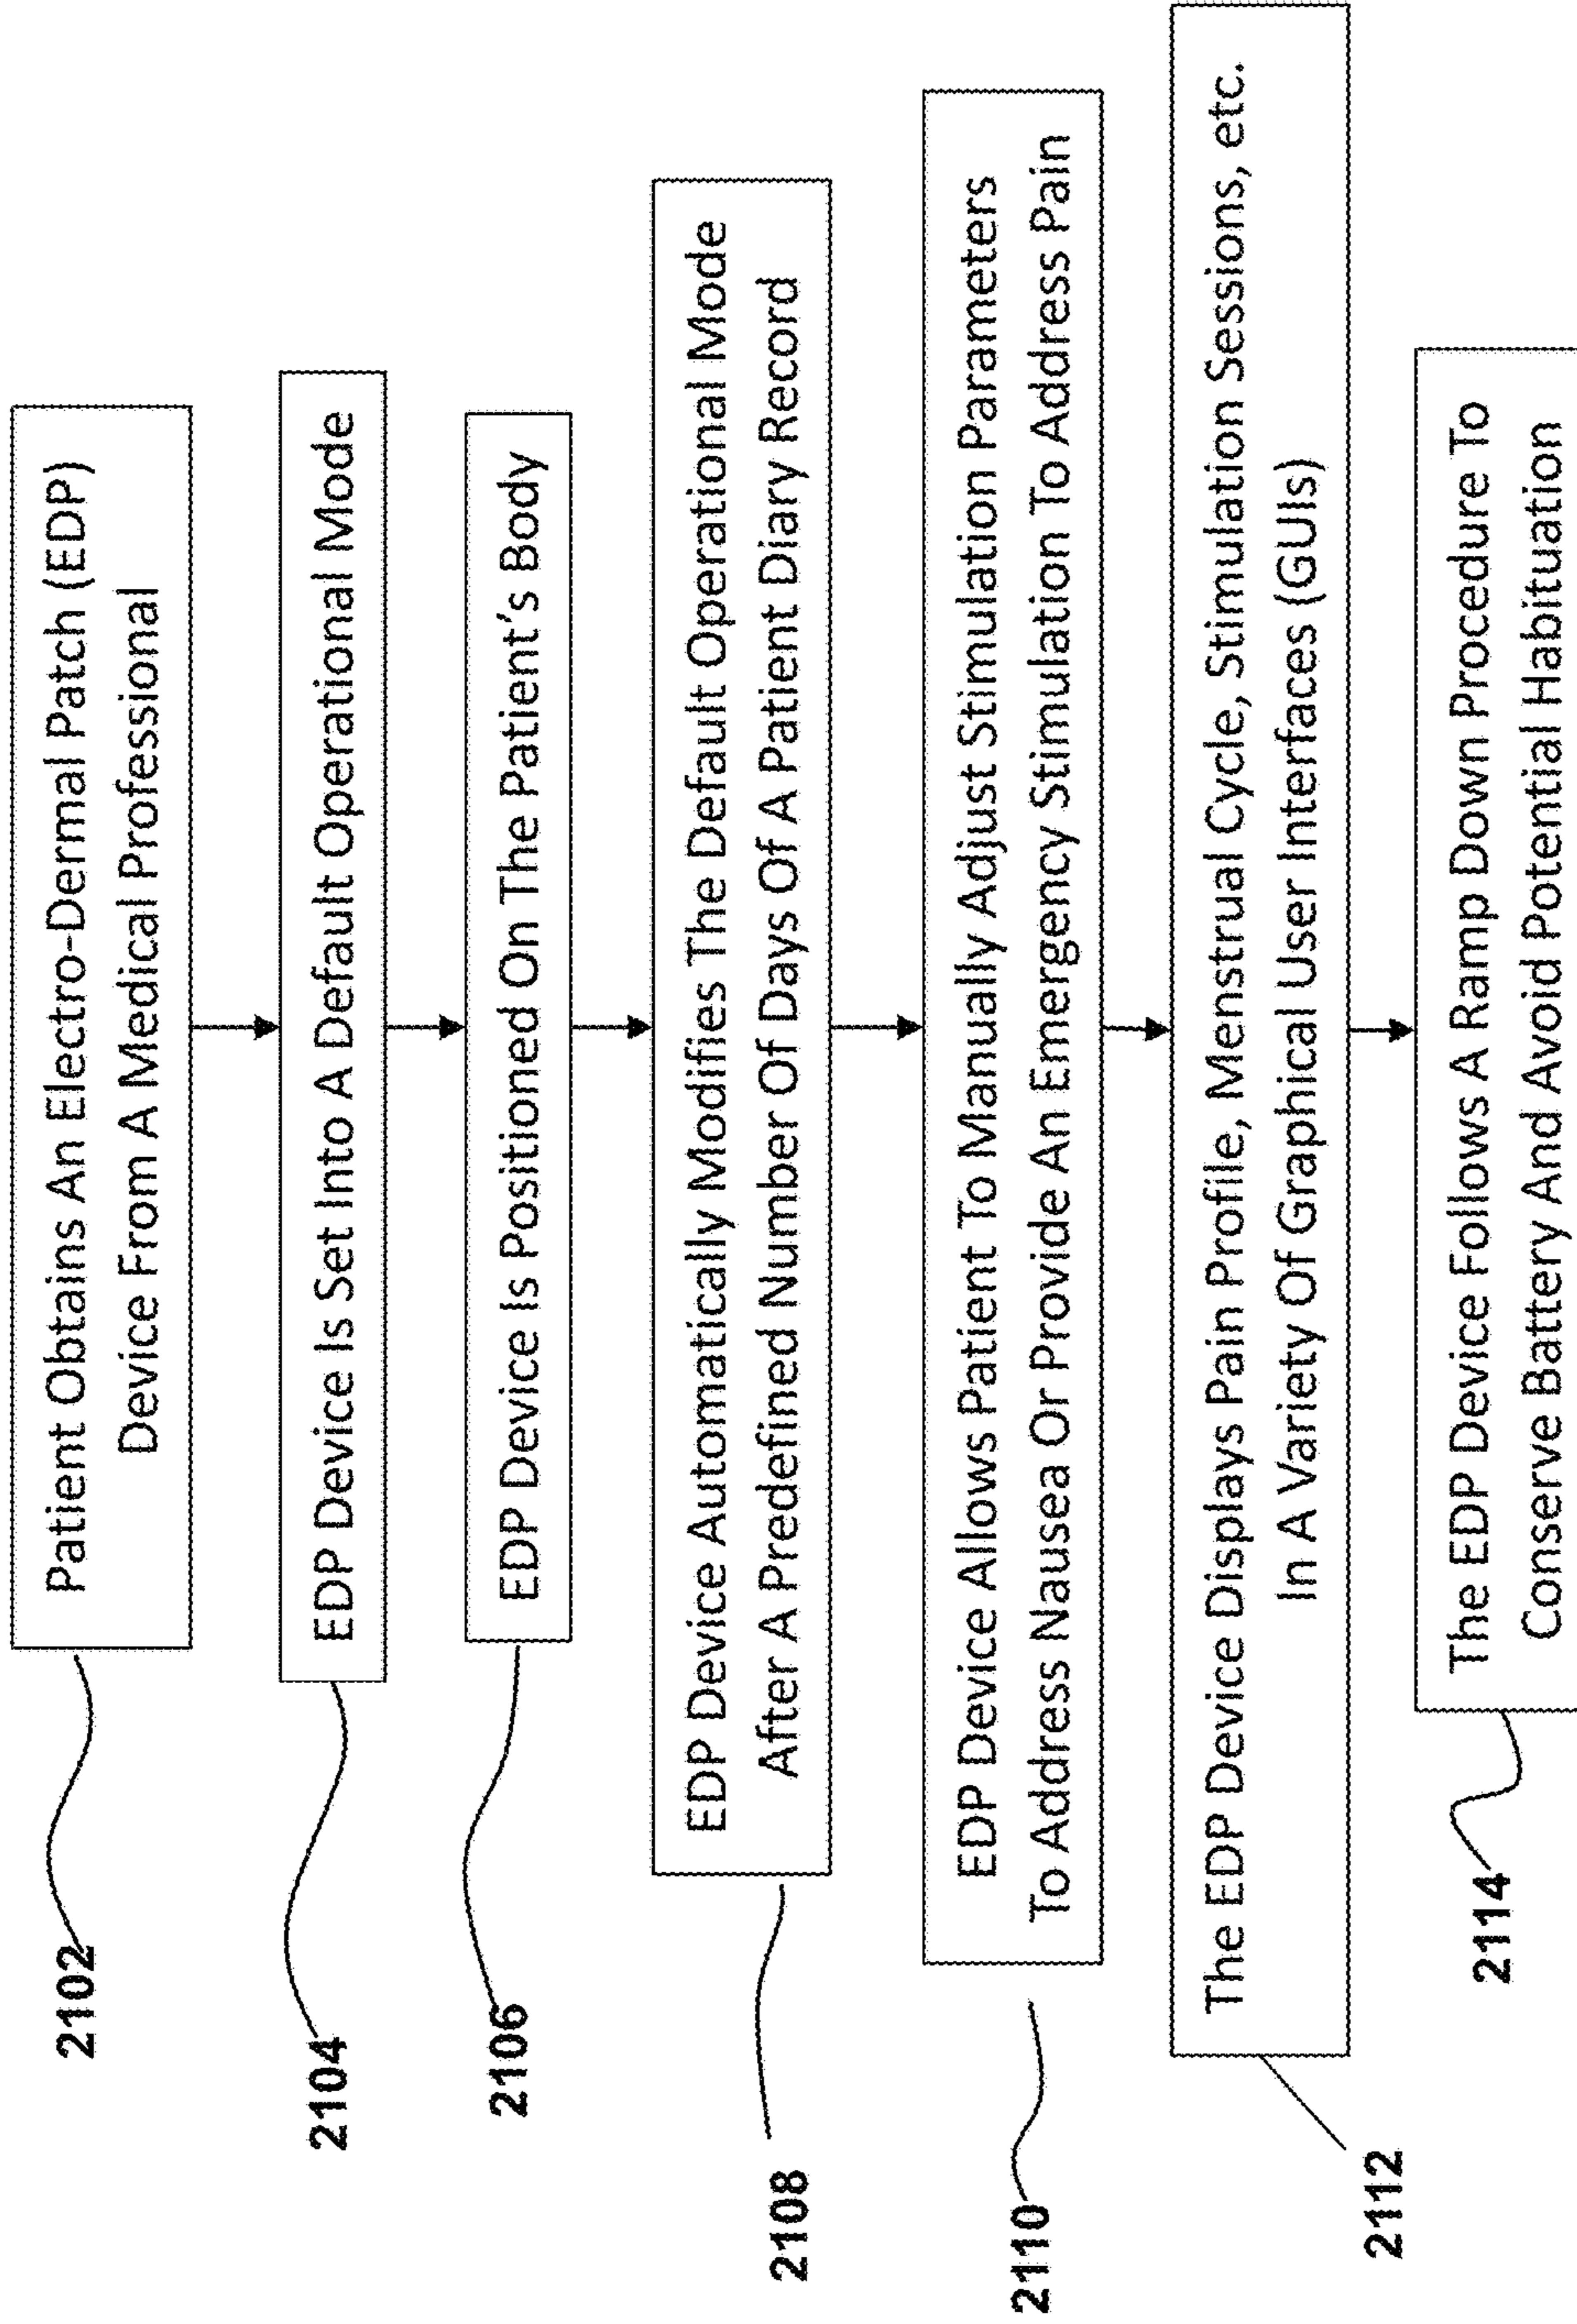 2102
Patient Obtains An Electro-Dermal Patch (EDP)
Device From A Medical Professional
2104
EDP Device Is Set Into A Default Operational Mode
2106
EDP Device Is Positioned On The Patient's Body
2108
EDP Device Automatically Modifies The Default Operational Mode
After A Predefined Number Of Days Of A Patient Diary Record
2110
EDP Device Allows Patient To Manually Adjust Stimulation Parameters
To Address Nausea Or Provide An Emergency Stimulation To Address Pain
2112
The EDP Device Displays Pain Profile, Menstrual Cycle, Stimulation Sessions, etc.
In A Variety Of Graphical User Interfaces (GUIs)
2114
The EDP Device Follows A Ramp Down Procedure To
Conserve Battery And Avoid Potential Habituation